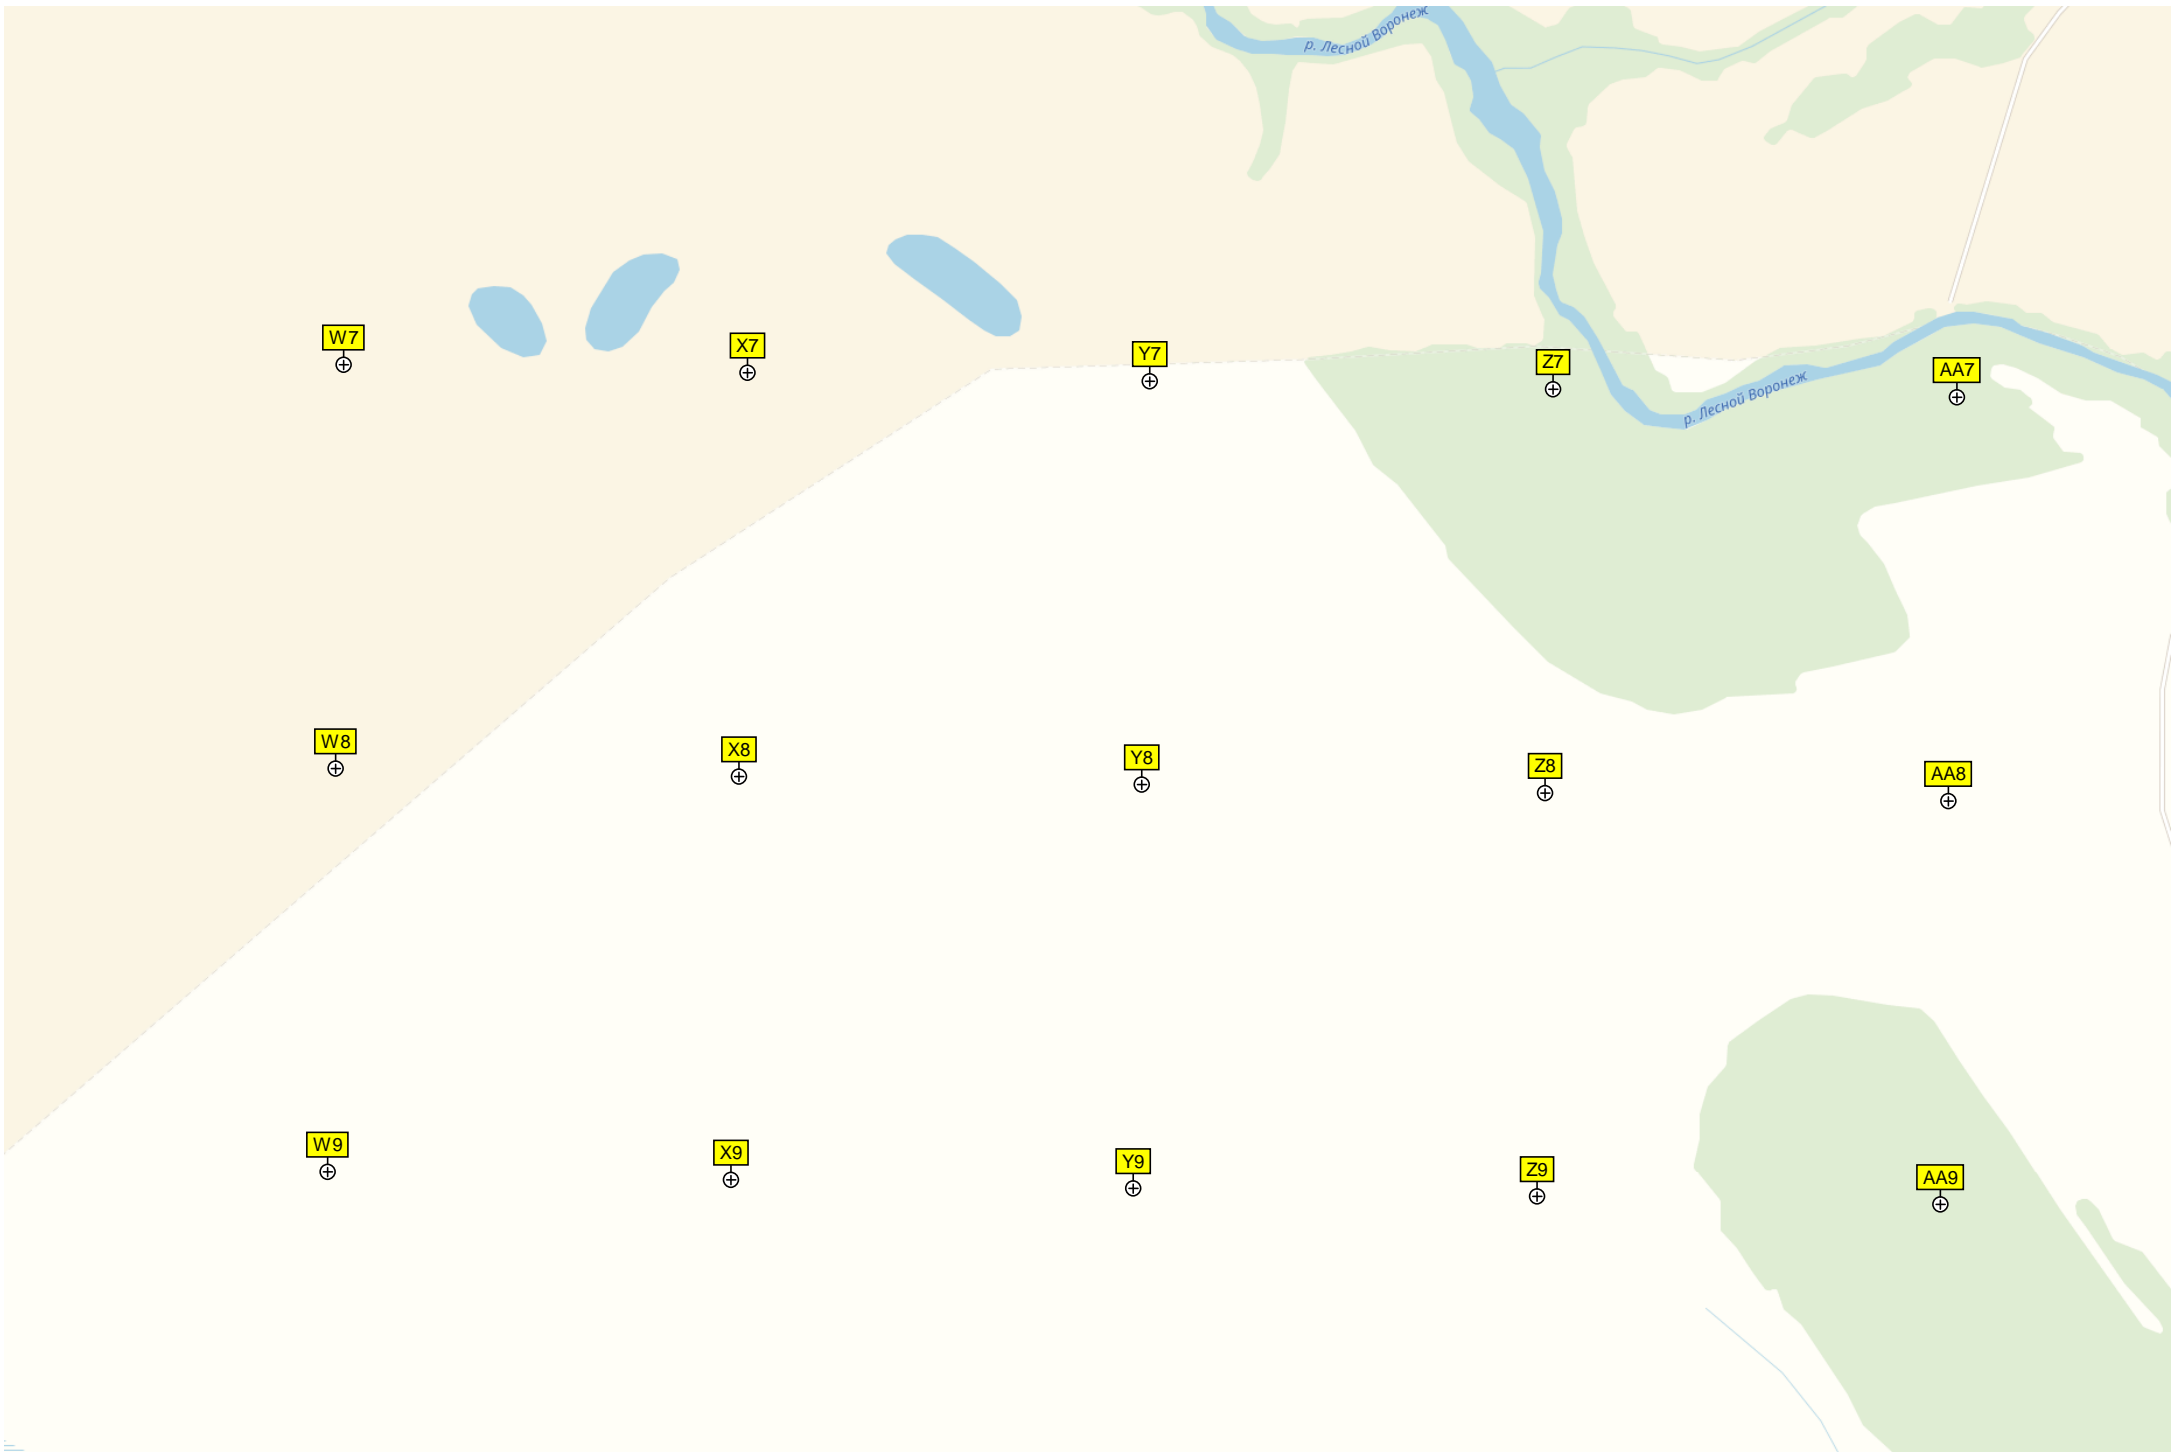 р. Лесной Воронеж
W7
X7
Y7
Z7
AA7
р. Лесной Воронеж
W8
X8
Y8
Z8
AA8
W9
X9
Y9
Z9
AA9